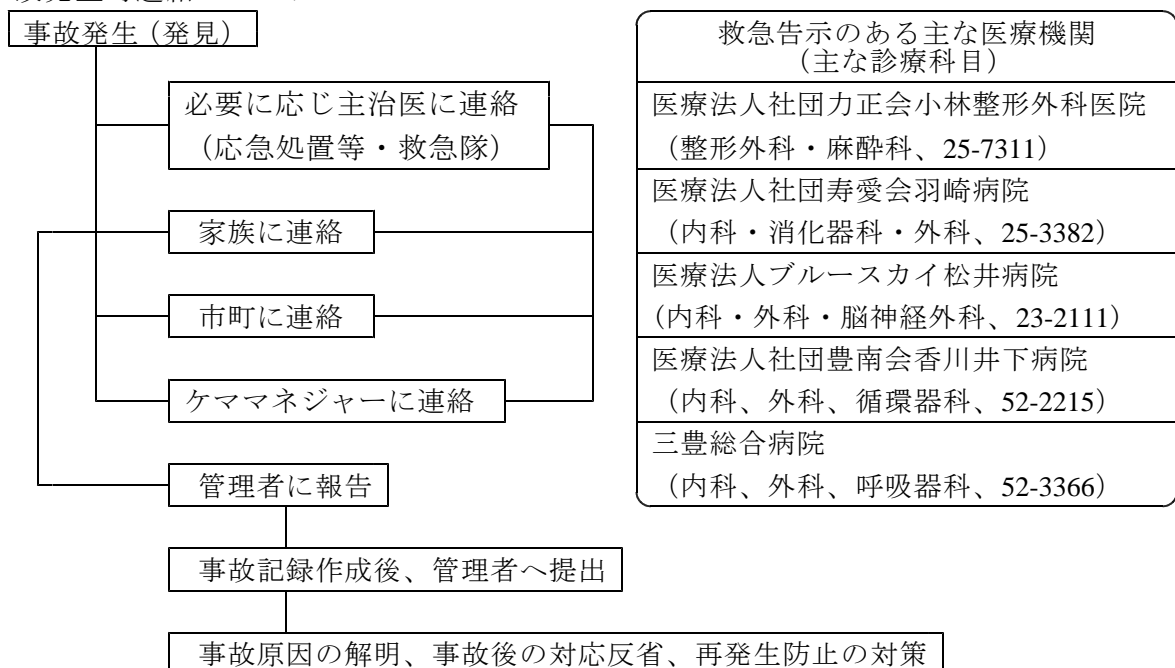 事故発生（発見）
必要に応じ主治医に連絡
（応急処置等・救急隊）
家族に連絡
市町に連絡
ケママネジャーに連絡
管理者に報告
事故記録作成後、管理者へ提出
事故原因の解明、事故後の対応反省、再発生防止の対策
救急告示のある主な医療機関
（主な診療科目）
医療法人社団力正会小林整形外科医院
（整形外科・麻酔科、25-7311）
医療法人社団寿愛会羽崎病院
（内科・消化器科・外科、25-3382）
医療法人ブルースカイ松井病院
（内科・外科・脳神経外科、23-2111）
医療法人社団豊南会香川井下病院
（内科、外科、循環器科、52-2215）
三豊総合病院
（内科、外科、呼吸器科、52-3366）